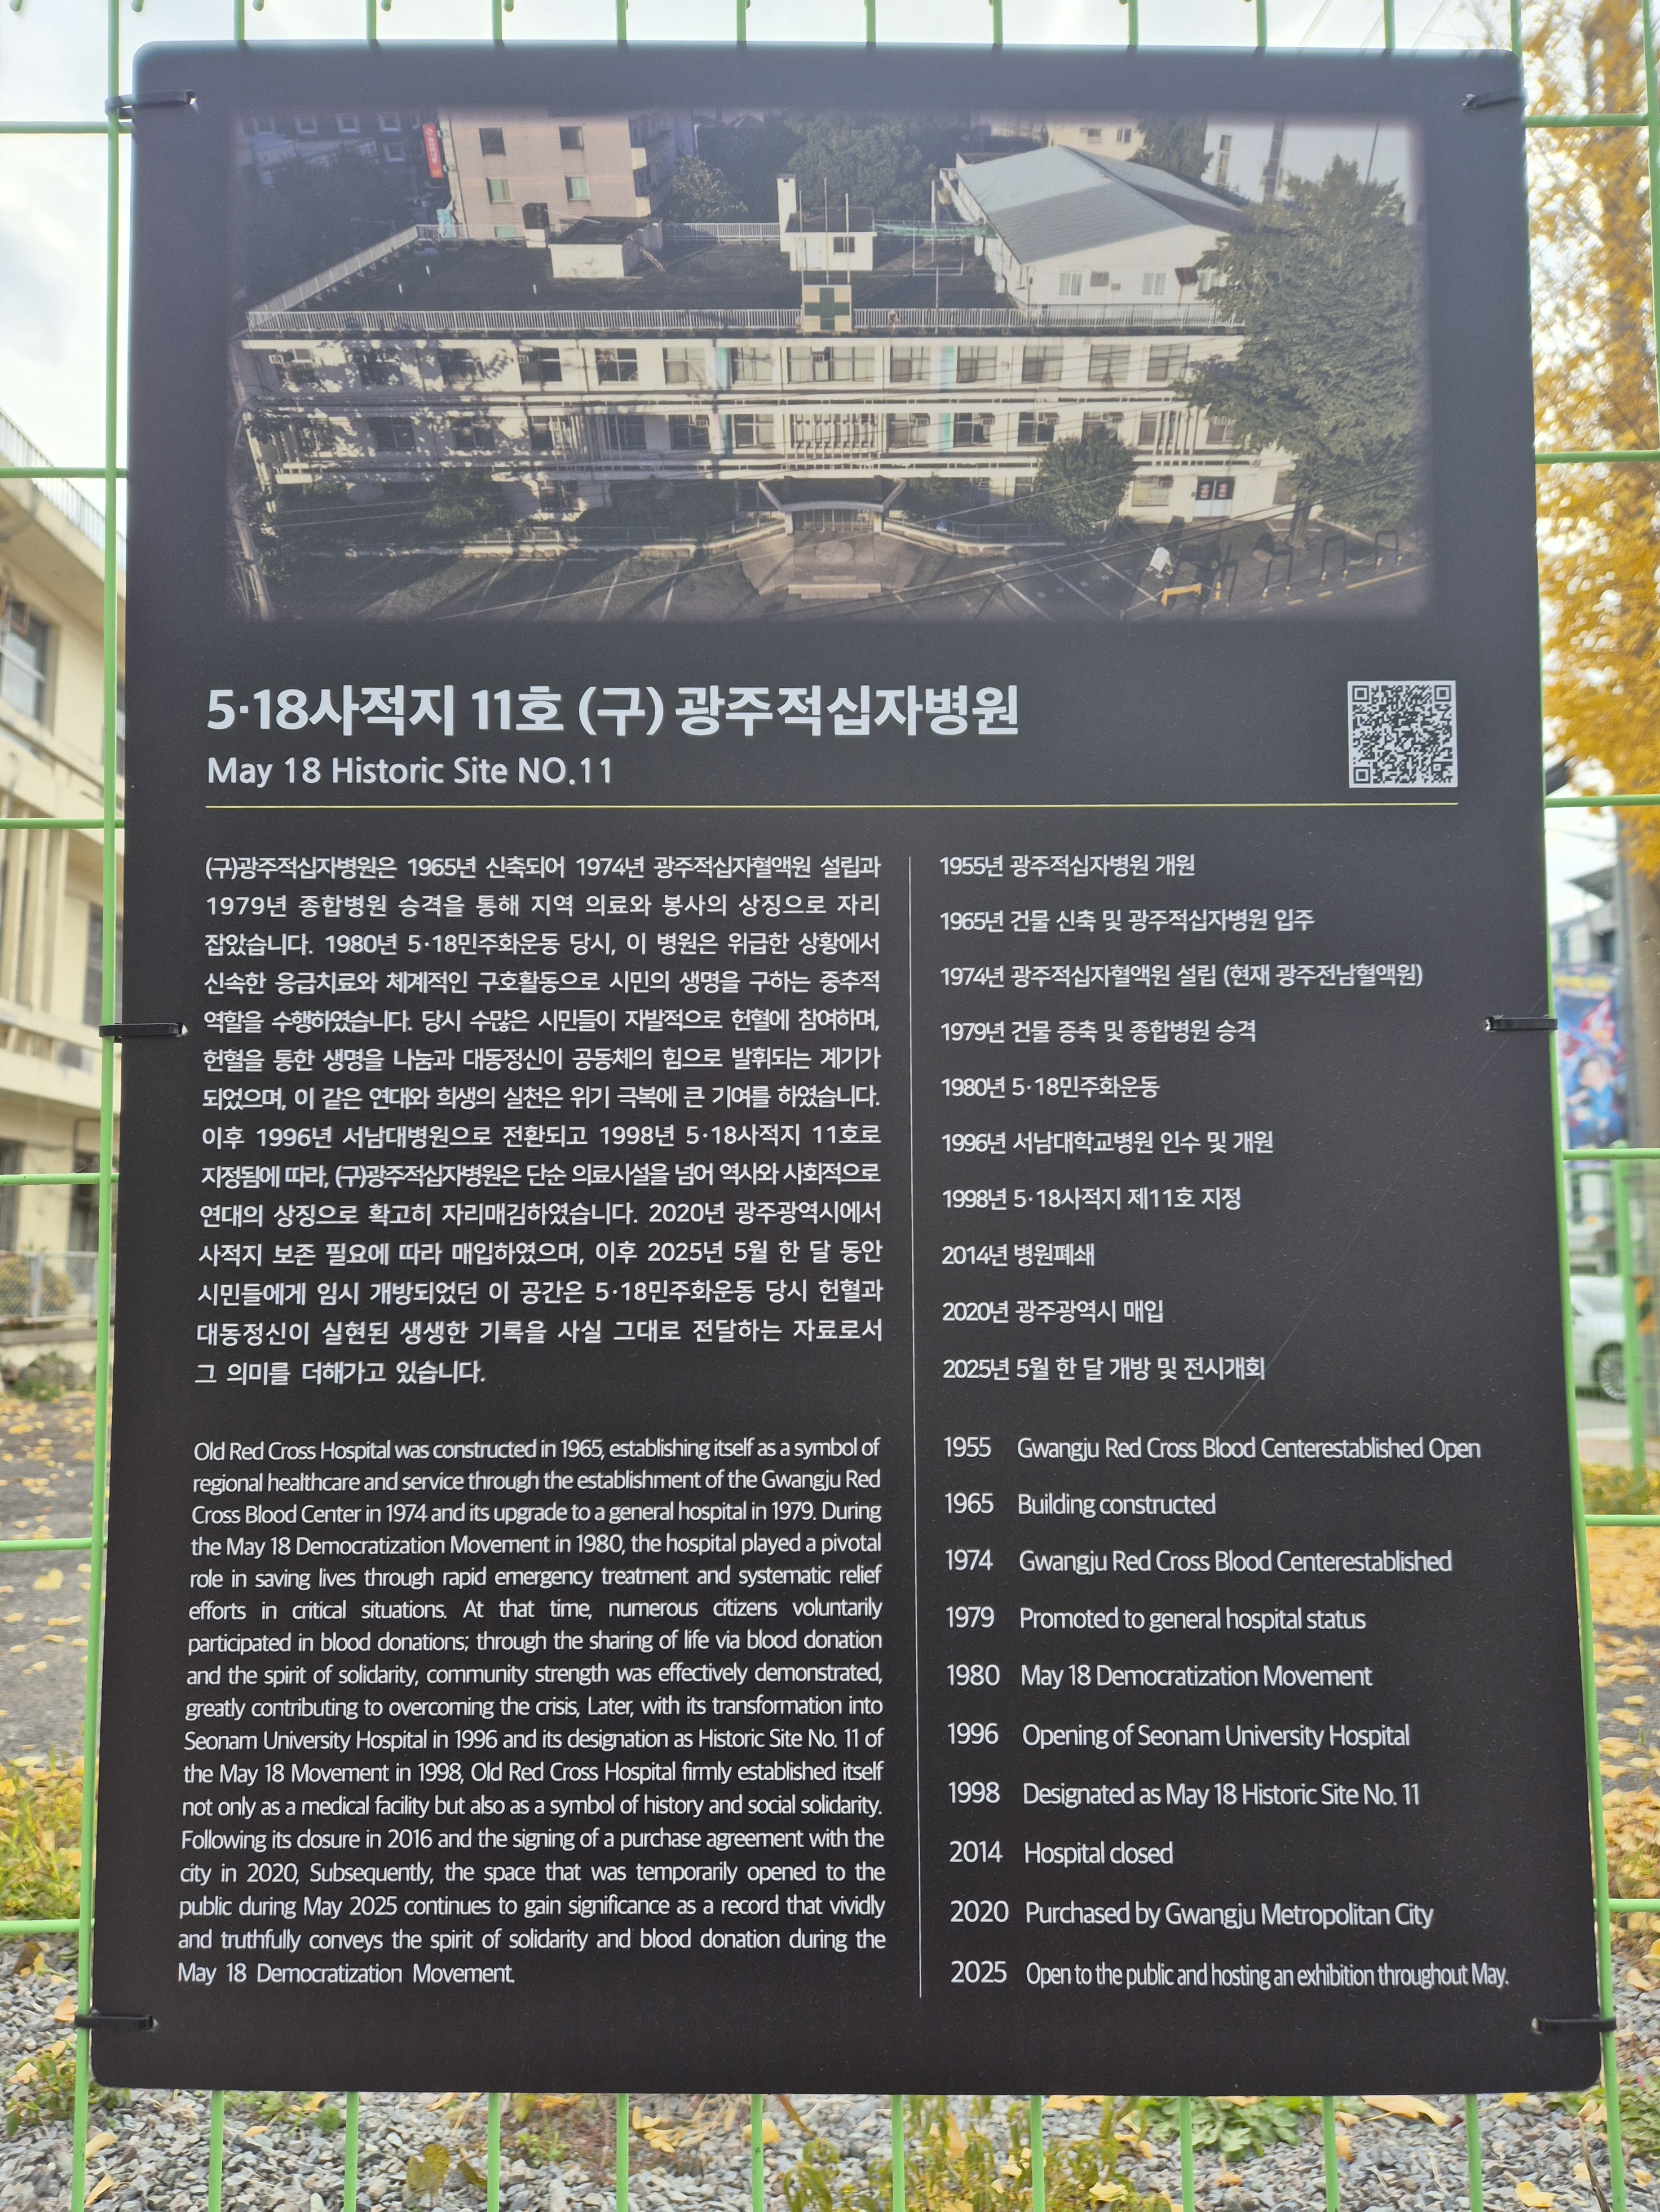 5·18사적지 11호 (구) 광주적십자병원
May 18 Historic Site NO.11
(구)광주적십자병원은 1965년 신축되어 1974년 광주적십자혈액원 설립과
1979년 종합병원 승격을 통해 지역 의료와 봉사의 상징으로 자리
잡았습니다. 1980년 5·18민주화운동 당시, 이 병원은 위급한 상황에서
신속한 응급치료와 체계적인 구호활동으로 시민의 생명을 구하는 중추적
역할을 수행하였습니다. 당시 수많은 시민들이 자발적으로 헌혈에 참여하며,
헌혈을 통한 생명을 나눔과 대동정신이 공동체의 힘으로 발휘되는 계기가
되었으며, 이 같은 연대와 희생의 실천은 위기 극복에 큰 기여를 하였습니다.
이후 1996년 서남대병원으로 전환되고 1998년 5·18사적지 11호로
지정됨에 따라, (구)광주적십자병원은 단순 의료시설을 넘어 역사와 사회적으로
연대의 상징으로 확고히 자리매김하였습니다. 2020년 광주광역시에서
사적지 보존 필요에 따라 매입하였으며, 이후 2025년 5월 한 달 동안
시민들에게 임시 개방되었던 이 공간은 5·18민주화운동 당시 헌혈과
대동정신이 실현된 생생한 기록을 사실 그대로 전달하는 자료로서
그 의미를 더해가고 있습니다.
Old Red Cross Hospital was constructed in 1965, establishing itself as a symbol of
regional healthcare and service through the establishment of the Gwangju Red
Cross Blood Center in 1974 and its upgrade to a general hospital in 1979. During
the May 18 Democratization Movement in 1980, the hospital played a pivotal
role in saving lives through rapid emergency treatment and systematic relief
efforts in critical situations. At that time, numerous citizens voluntarily
participated in blood donations; through the sharing of life via blood donation
and the spirit of solidarity, community strength was effectively demonstrated,
greatly contributing to overcoming the crisis, Later, with its transformation into
Seonam University Hospital in 1996 and its designation as Historic Site No. 11 of
the May 18 Movement in 1998, Old Red Cross Hospital firmly established itself
not only as a medical facility but also as a symbol of history and social solidarity.
Following its closure in 2016 and the signing of a purchase agreement with the
city in 2020, Subsequently, the space that was temporarily opened to the
public during May 2025 continues to gain significance as a record that vividly
and truthfully conveys the spirit of solidarity and blood donation during the
May 18 Democratization Movement.
1955년 광주적십자병원 개원
1965년 건물 신축 및 광주적십자병원 입주
1974년 광주적십자혈액원 설립 (현재 광주전남혈액원)
1979년 건물 증축 및 종합병원 승격
1980년 5·18민주화운동
1996년 서남대학교병원 인수 및 개원
1998년 5·18사적지 제11호 지정
2014년 병원폐쇄
2020년 광주광역시 매입
2025년 5월 한 달 개방 및 전시개회
1955 Gwangju Red Cross Blood Centerestablished Open
1965 Building constructed
1974 Gwangju Red Cross Blood Centerestablished
1979 Promoted to general hospital status
1980 May 18 Democratization Movement
1996 Opening of Seonam University Hospital
1998 Designated as May 18 Historic Site No. 11
2014 Hospital closed
2020 Purchased by Gwangju Metropolitan City
2025 Open to the public and hosting an exhibition throughout May.